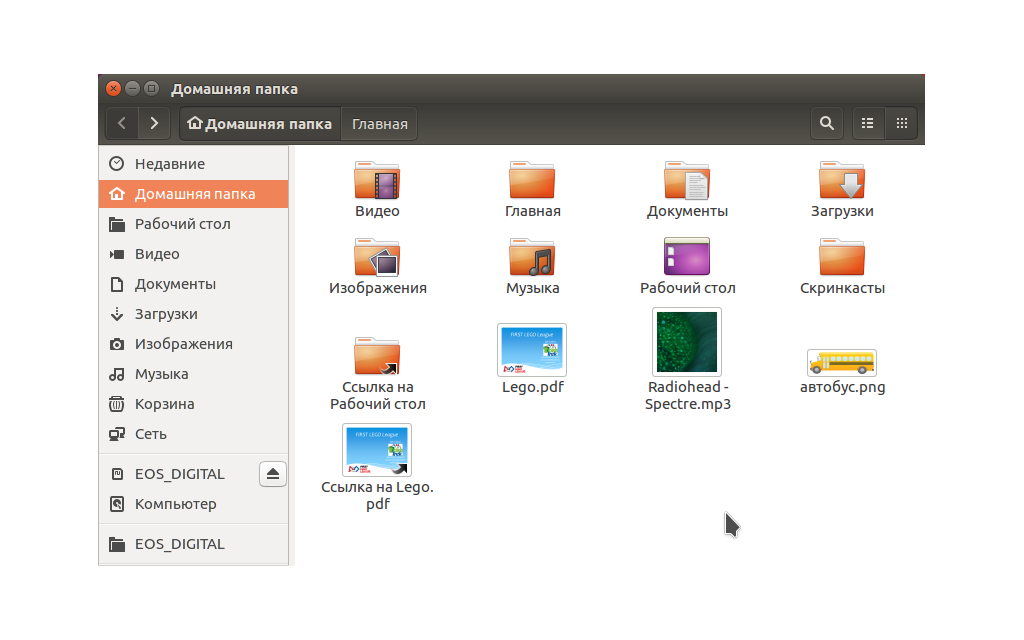 Домашняя папка
Домашняя папка
Главная
Недавние
Домашняя папка
Рабочий стол
Видео
Документы
Загрузки
Изображения
Музыка
Корзина
Сеть
EOS_DIGITAL
Компьютер
EOS_DIGITAL
Видео
Главная
Документы
Загрузки
Изображения
Музыка
Рабочий стол
Скринкасты
Ссылка на
Рабочий стол
FIRST LEGO League
Lego.pdf
Radiohead -
Spectre.mp3
автобус.png
FIRST LEGO League
Ссылка на Lego.
pdf